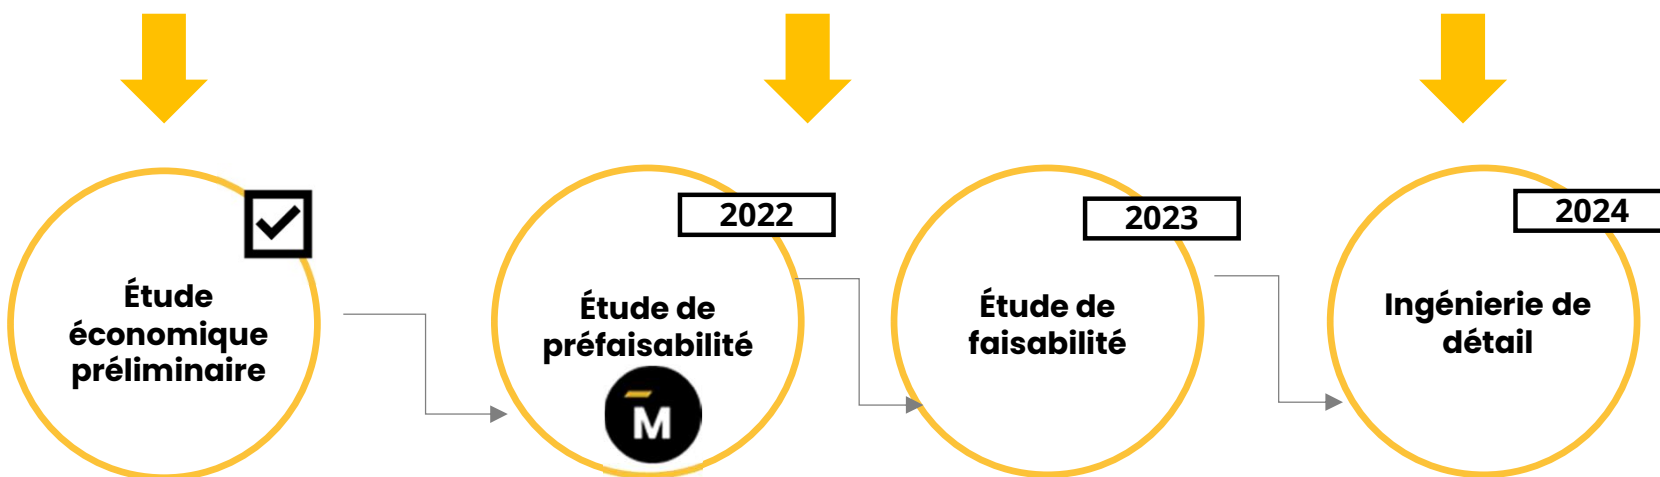 Étude
économique
préliminaire
2022
Étude de
préfaisabilité
M
2023
Étude de
faisabilité
2024
Ingénierie de
détail